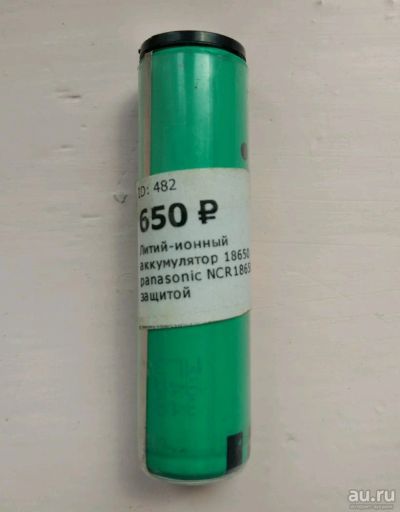 ID: 482
650 ₽
Литий-ионный
аккумулятор 18650
panasonic NCR1865
защитой
au.ru